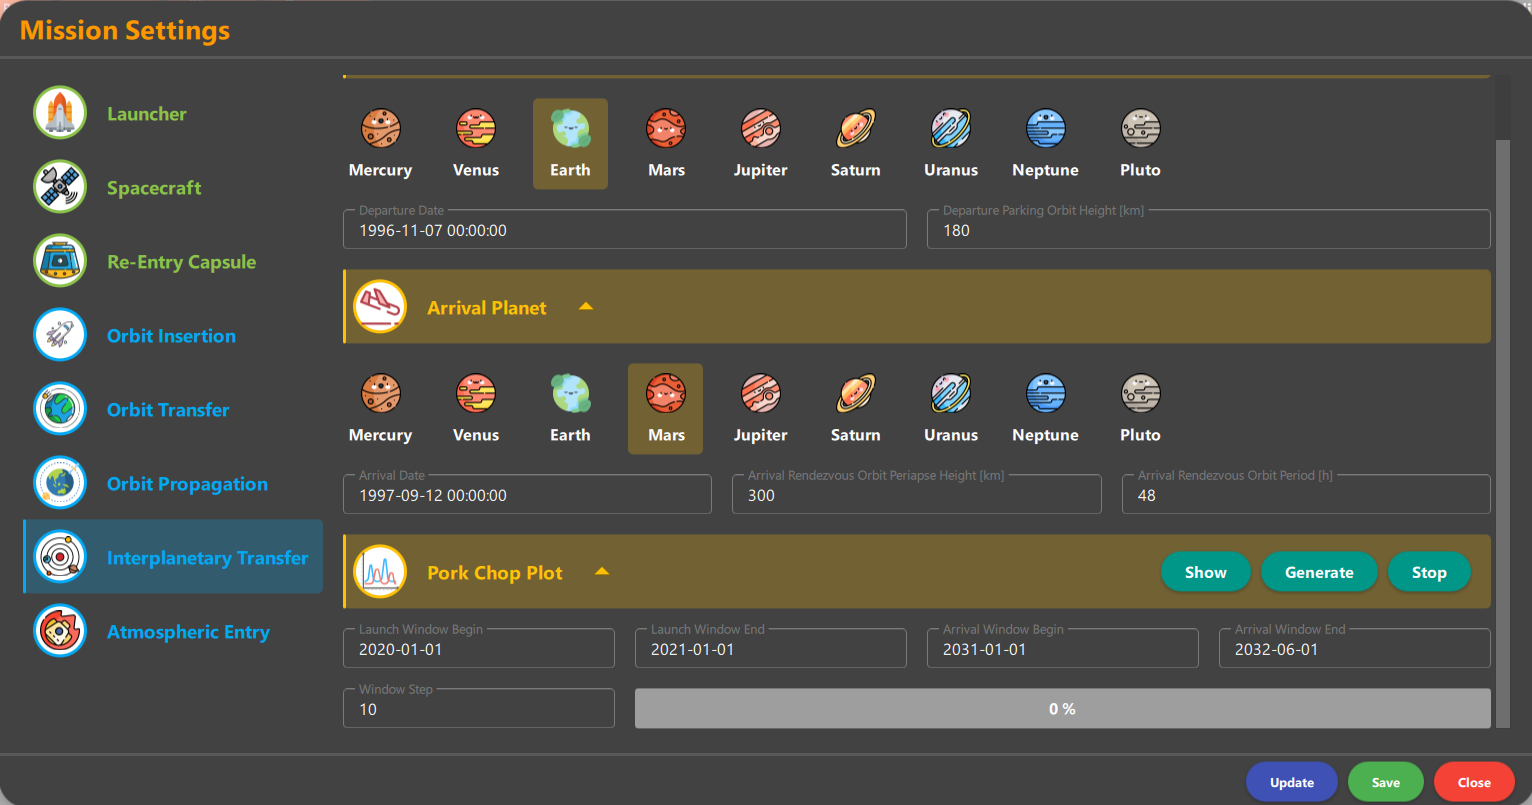 Mission Settings
Launcher
Spacecraft
Re-Entry Capsule
Orbit Insertion
Orbit Transfer
Orbit Propagation
Interplanetary Transfer
Atmospheric Entry
Mercury Venus Earth Mars Jupiter Saturn Uranus Neptune Pluto
Departure Date Departure Parking Orbit Height [km]
1996-11-07 00:00:00 180
Arrival Planet
Mercury Venus Earth Mars Jupiter Saturn Uranus Neptune Pluto
Arrival Date Arrival Rendezvous Orbit Periapse Height [km] Arrival Rendezvous Orbit Period [h]
1997-09-12 00:00:00 300 48
Pork Chop Plot Show Generate Stop
Launch Window Begin Launch Window End Arrival Window Begin Arrival Window End
2020-01-01 2021-01-01 2031-01-01 2032-06-01
Window Step
10 0 %
Update Save Close